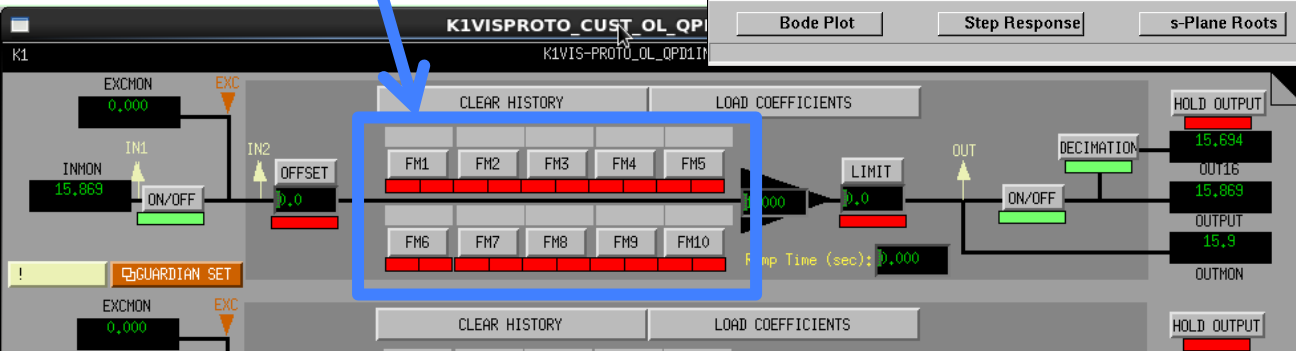 K1VISPROTO_CUST_OL_QPD
Bode Plot
Step Response
s-Plane Roots
K1
K1VIS-PROTO_OL_QPD1IN
EXCMON
0.000
EXC
CLEAR HISTORY
LOAD COEFFICIENTS
HOLD OUTPUT
15.694
OUT16
IN1
IN2
INMON
15.869
ON/OFF
OFFSET
0.0
FM1
FM2
FM3
FM4
FM5
FM6
FM7
FM8
FM9
FM10
LIMIT
0.0
OUT
ON/OFF
DECIMATION
15.869
OUTPUT
15.9
OUTMON
Ramp Time (sec):
0.000
!
GUARDIAN SET
EXCMON
0.000
EXC
CLEAR HISTORY
LOAD COEFFICIENTS
HOLD OUTPUT